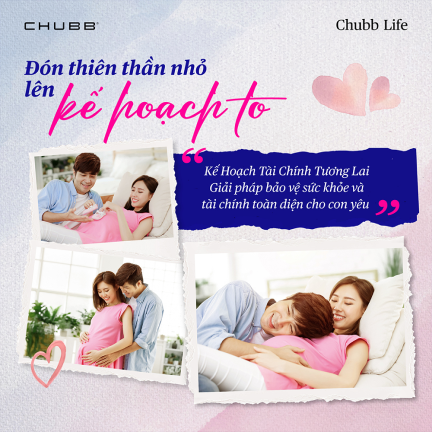 CHUBB®
Chubb Life
Đón thiên thần nhỏ
lên
kế hoạch to
“
Kế Hoạch Tài Chính Tương Lai
Giải pháp bảo vệ sức khỏe và
tài chính toàn diện cho con yêu
”